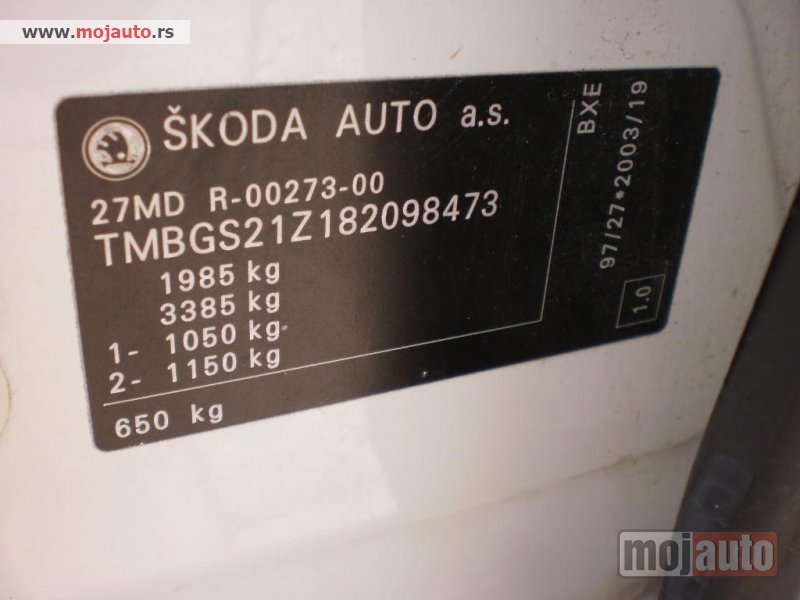 www.mojauto.rs
ŠKODA AUTO a.s.
27MD R-00273-00
TMBGS21Z182098473
1985 kg
3385 kg
1- 1050 kg
2- 1150 kg
650 kg
BXE
97/27*2003/19
1.0
mojauto